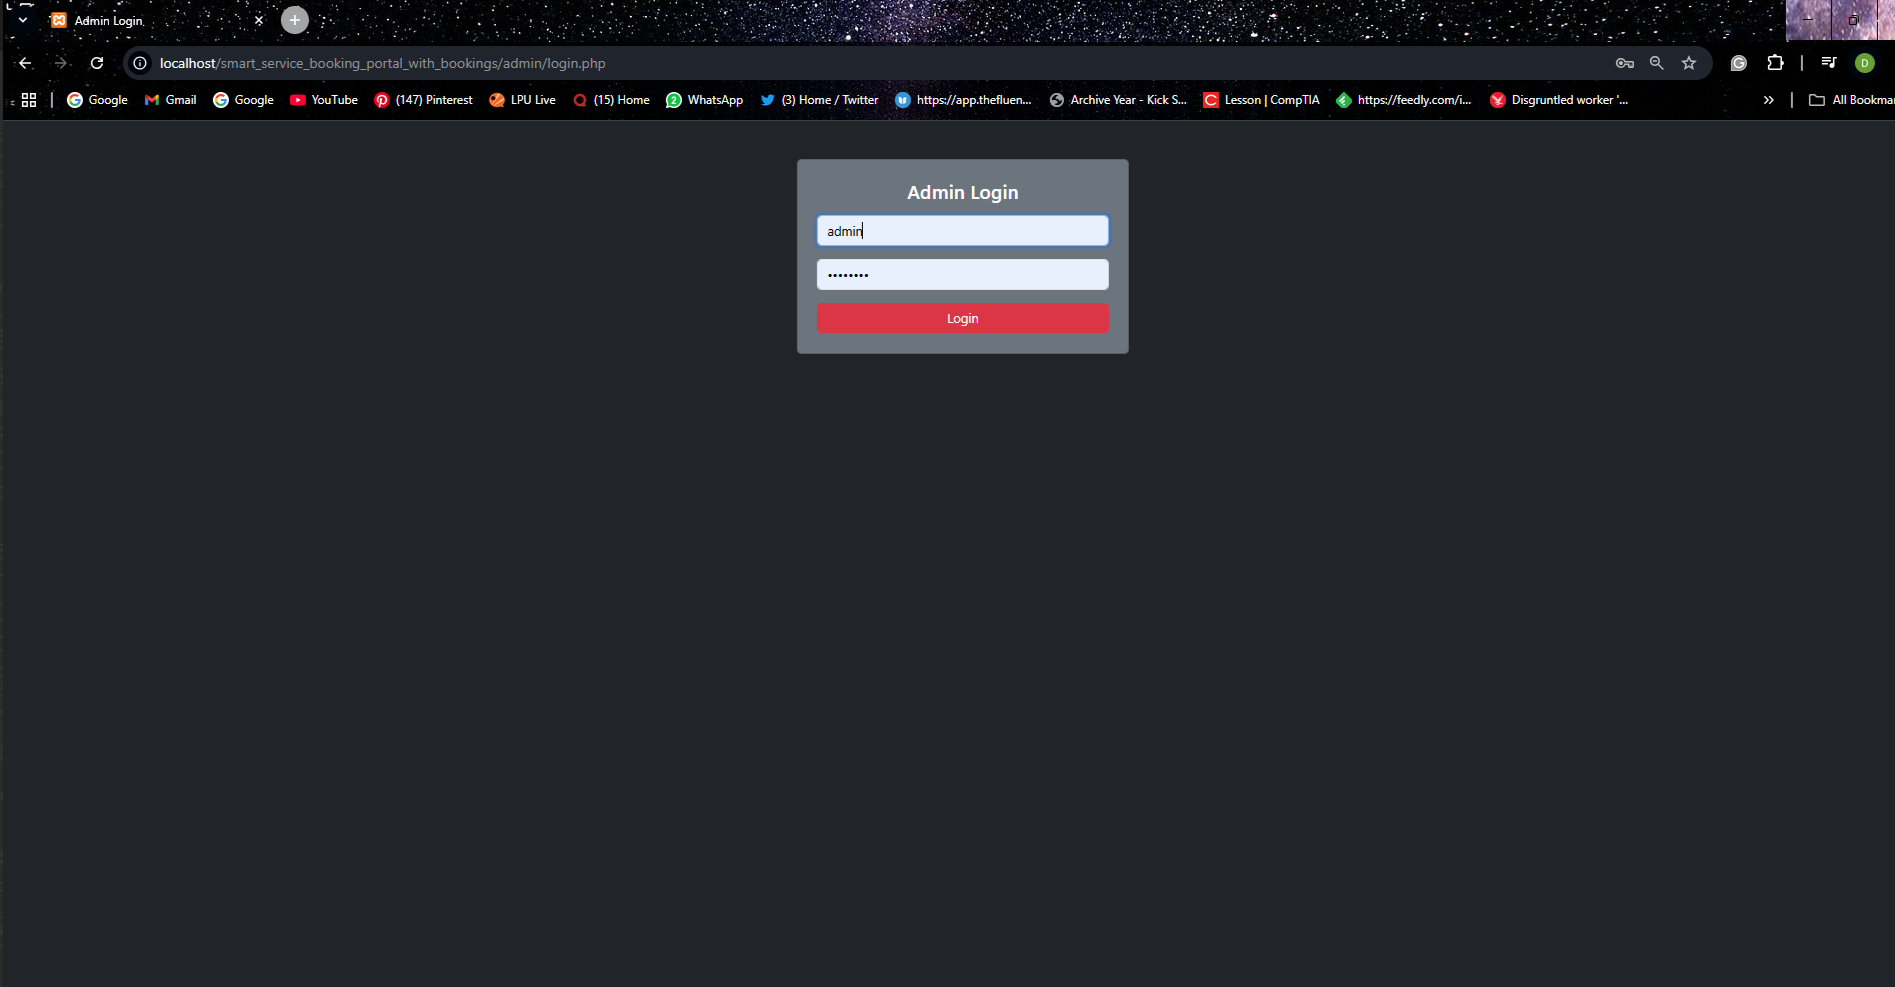 Admin Login
localhost/smart_service_booking_portal_with_bookings/admin/login.php
D
Google Gmail Google YouTube (147) Pinterest LPU Live (15) Home WhatsApp (3) Home / Twitter https://app.thefluen... Archive Year - Kick S... Lesson | CompTIA https://feedly.com/i... Disgruntled worker '... All Bookmar
Admin Login
admin
••••••••
Login